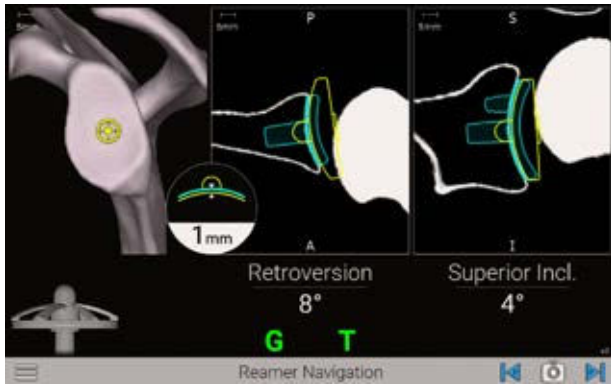 P
S
5mm
5mm
5mm
1mm
A
I
Retroversion
Superior Incl.
8°
4°
G T
Reamer Navigation